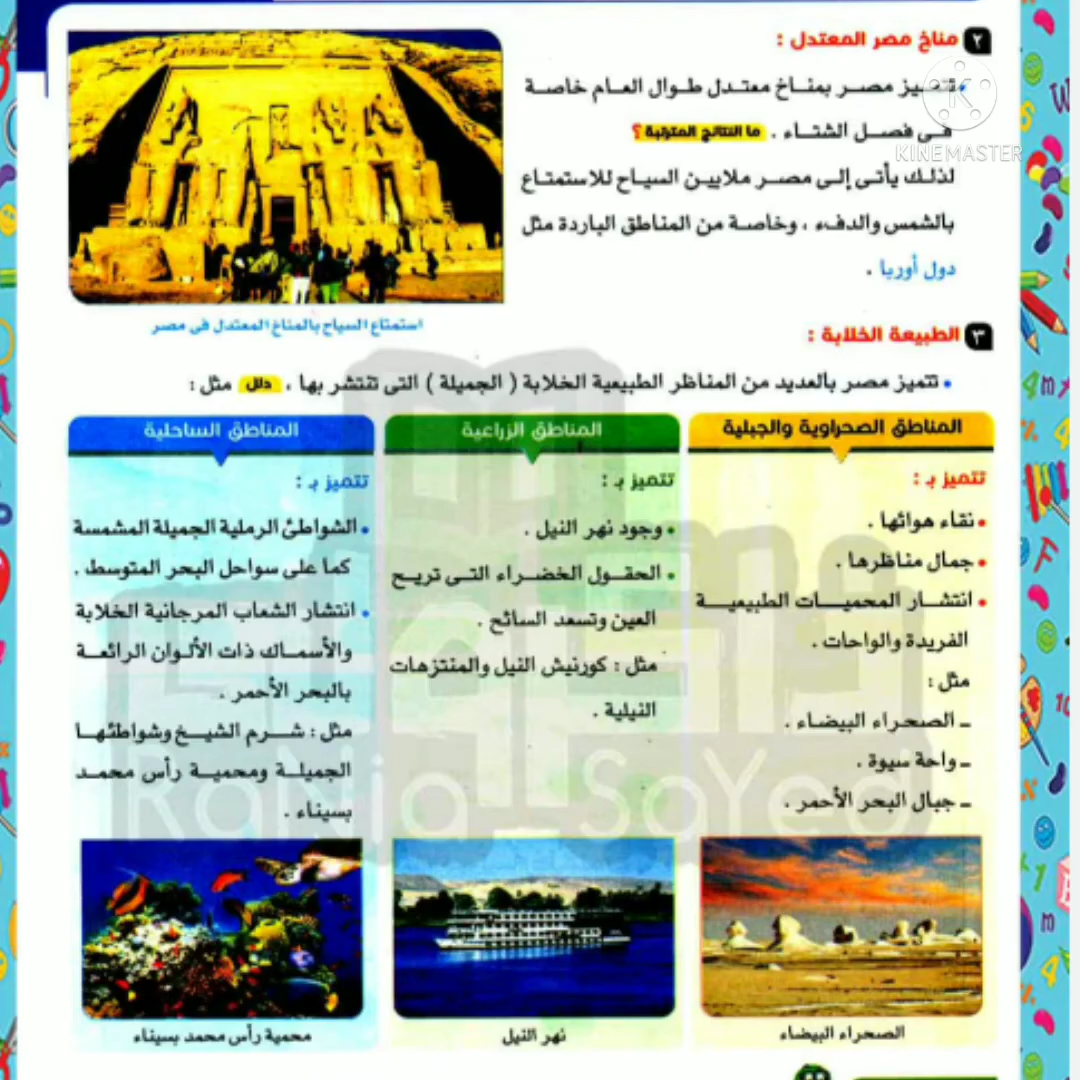 ٢ مناخ مصر المعتدل :
• تتميز مصر بمناخ معتدل طوال العام خاصة
فى فصل الشتاء . ما النتائج المترتبة ؟
KINEMASTER
لذلك يأتى إلى مصر ملايين السياح للاستمتاع
بالشمس والدفء ، وخاصة من المناطق الباردة مثل
دول أوربا .
استمتاع السياح بالمناخ المعتدل فى مصر
٣ الطبيعة الخلابة :
• تتميز مصر بالعديد من المناظر الطبيعية الخلابة ( الجميلة ) التى تنتشر بها ، دلل مثل :
المناطق الصحراوية والجبلية
تتميز بـ :
• نقاء هوائها .
• جمال مناظرها .
• انتشار المحميات الطبيعية
الفريدة والواحات .
مثل :
ـ الصحراء البيضاء .
ـ واحة سيوة .
ـ جبال البحر الأحمر .
الصحراء البيضاء
المناطق الزراعية
تتميز بـ :
• وجود نهر النيل .
• الحقول الخضراء التى تريح
العين وتسعد السائح .
مثل : كورنيش النيل والمنتزهات
النيلية .
نهر النيل
المناطق الساحلية
تتميز بـ :
• الشواطئ الرملية الجميلة المشمسة
كما على سواحل البحر المتوسط .
• انتشار الشعاب المرجانية الخلابة
والأسماك ذات الألوان الرائعة
بالبحر الأحمر .
مثل : شرم الشيخ وشواطئها
الجميلة ومحمية رأس محمد
بسيناء .
محمية رأس محمد بسيناء
RaNia SaYed